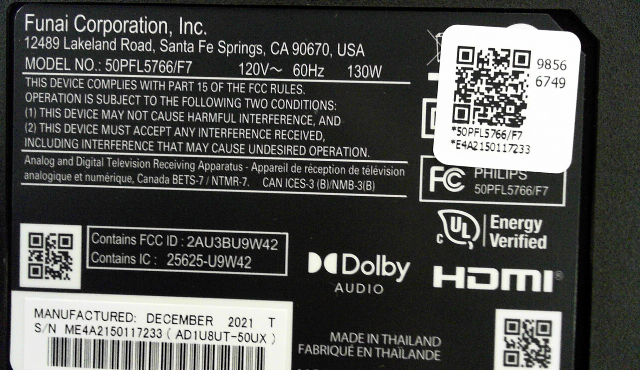 Funai Corporation, Inc.
12489 Lakeland Road, Santa Fe Springs, CA 90670, USA
MODEL NO.: 50PFL5766/F7 120V~ 60Hz 130W
THIS DEVICE COMPLIES WITH PART 15 OF THE FCC RULES.
OPERATION IS SUBJECT TO THE FOLLOWING TWO CONDITIONS:
(1) THIS DEVICE MAY NOT CAUSE HARMFUL INTERFERENCE, AND
(2) THIS DEVICE MUST ACCEPT ANY INTERFERENCE RECEIVED,
INCLUDING INTERFERENCE THAT MAY CAUSE UNDESIRED OPERATION.
Analog and Digital Television Receiving Apparatus - Appareil de réception de télévision
analogique et numérique, Canada BETS-7 / NTMR-7. CAN ICES-3 (B)/NMB-3(B)
9856
6749
*50PFL5766/F7
*E4A2150117233
FC PHILIPS
50PFL5766/F7
Contains FCC ID : 2AU3BU9W42
Contains IC : 25625-U9W42
Dolby
AUDIO
c UL Energy
Verified
HDMI®
MANUFACTURED: DECEMBER 2021 T
S/N ME4A2150117233 ( AD1U8UT-50UX )
MADE IN THAILAND
FABRIQUÉ EN THAÏLANDE